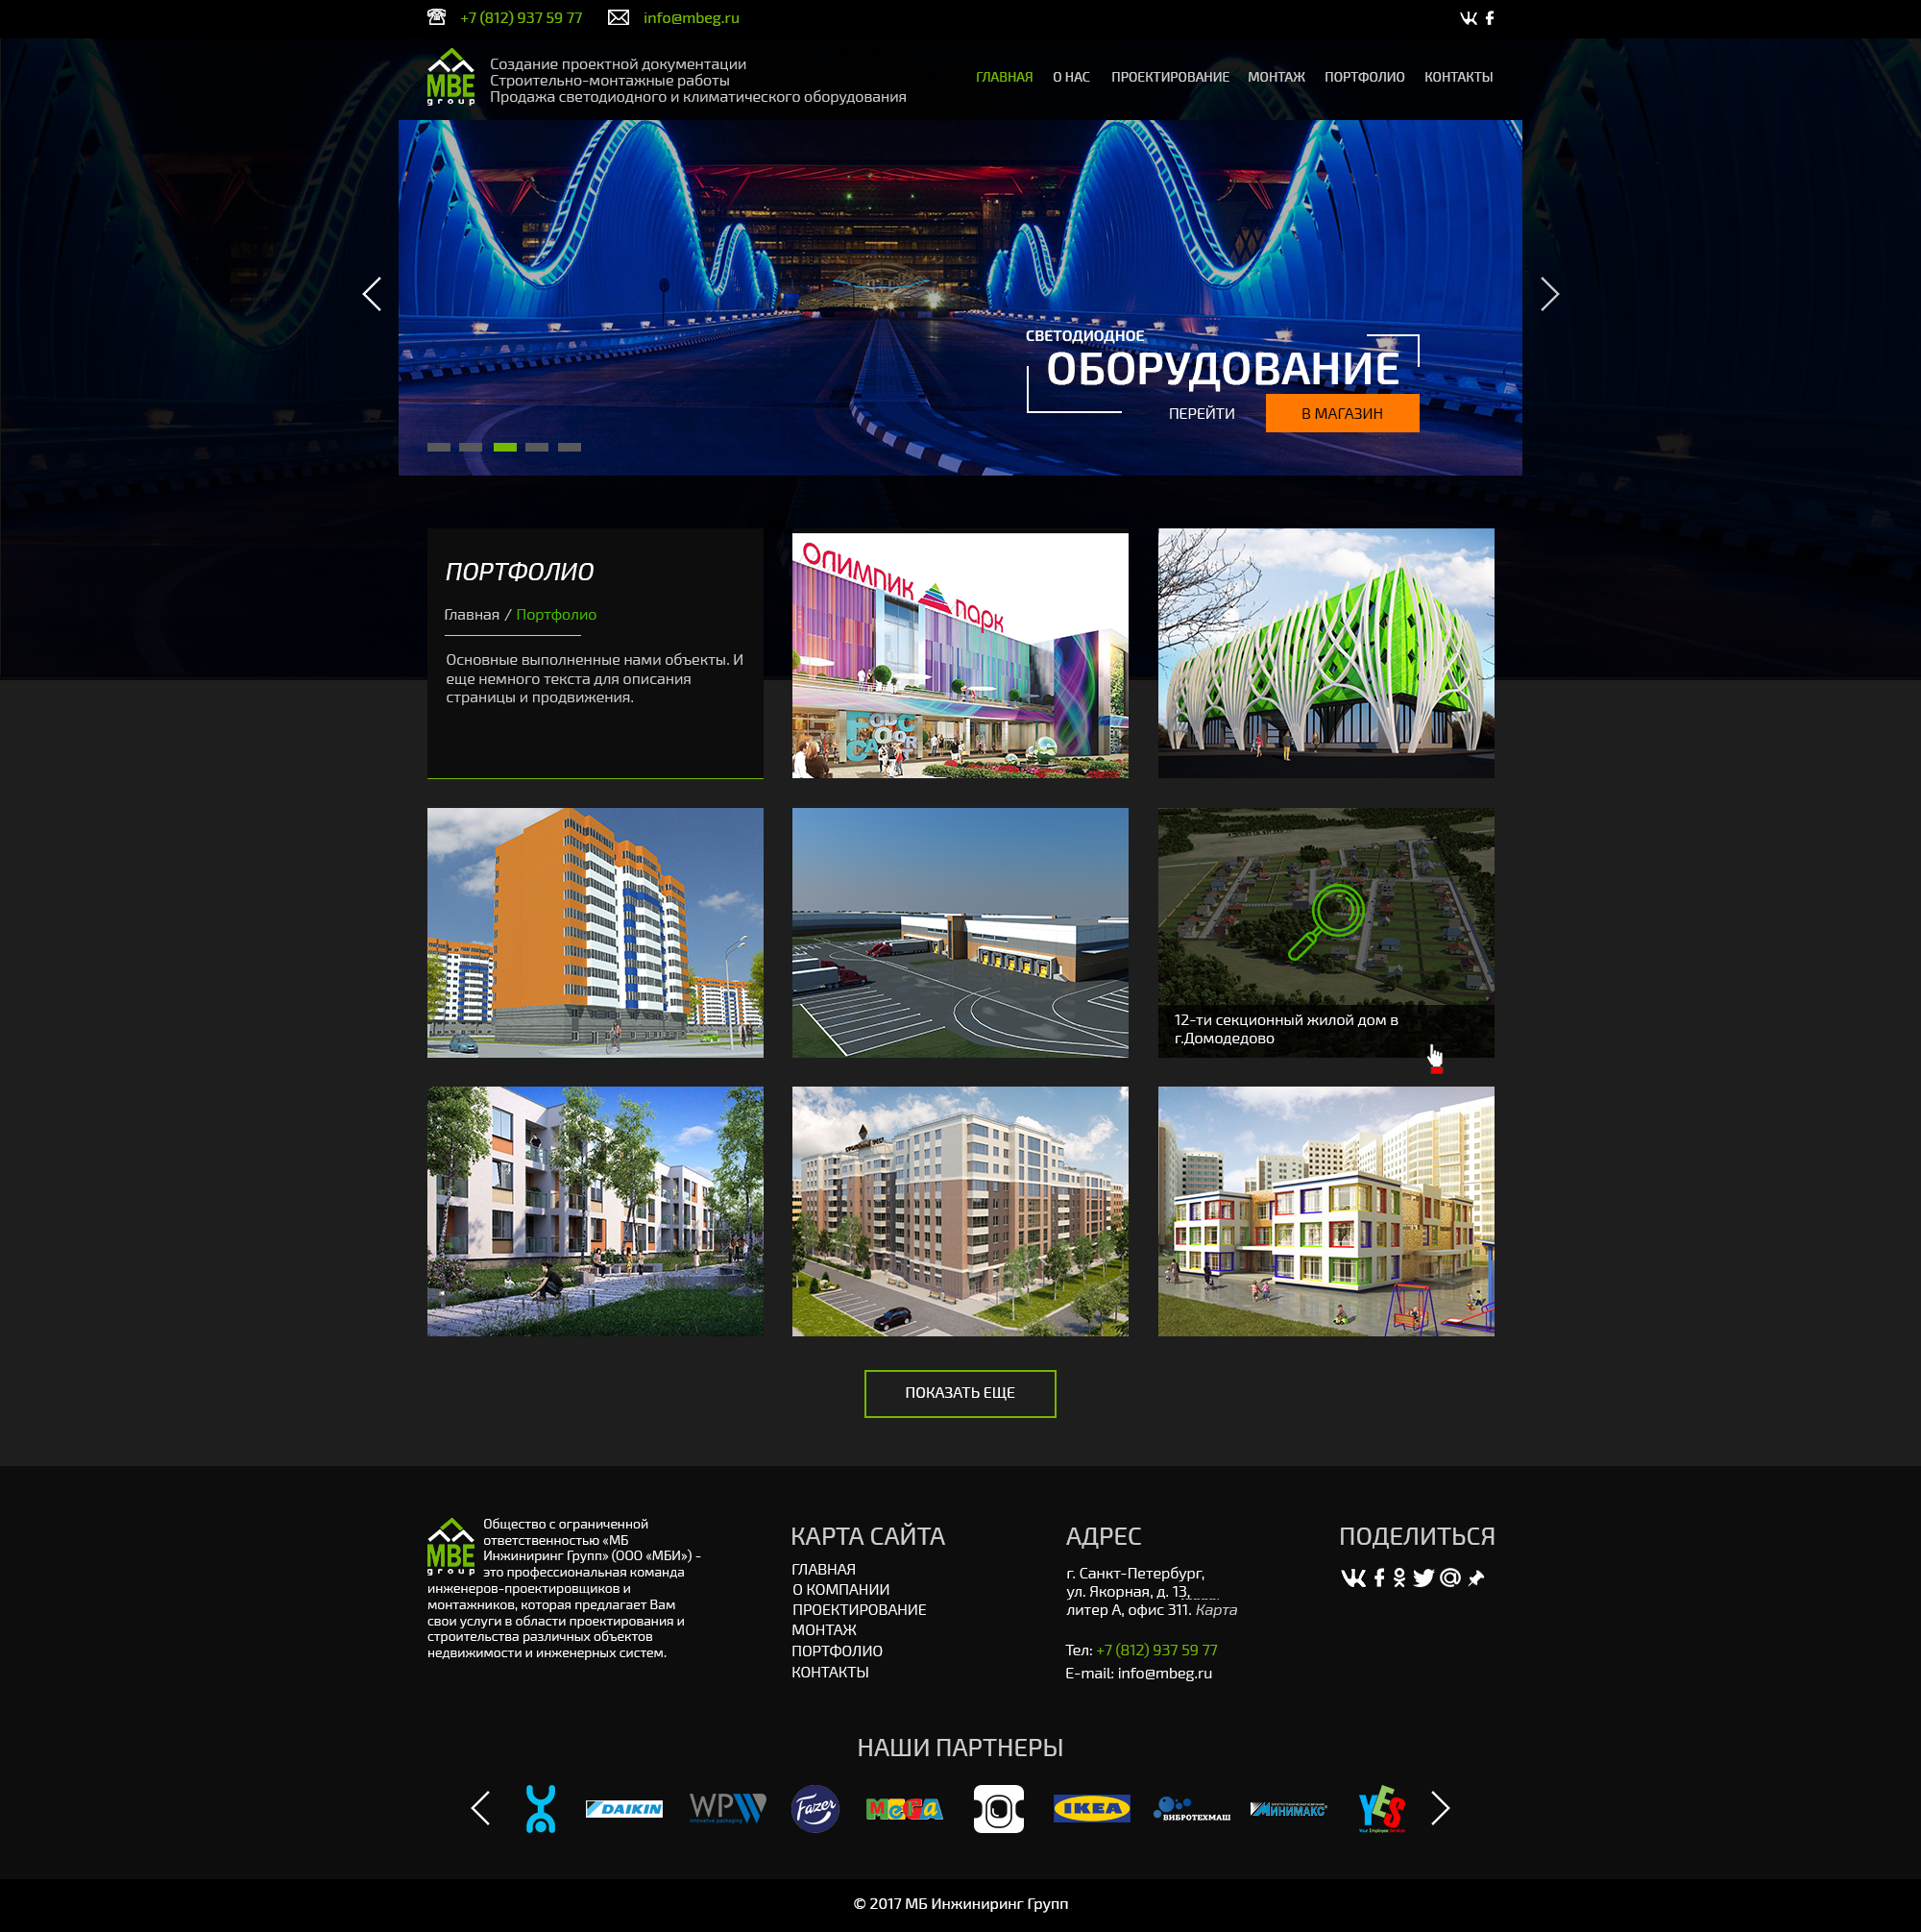 +7 (812) 937 59 77
info@mbeg.ru
MBE
group
Создание проектной документации
Строительно-монтажные работы
Продажа светодиодного и климатического оборудования
ГЛАВНАЯ О НАС ПРОЕКТИРОВАНИЕ МОНТАЖ ПОРТФОЛИО КОНТАКТЫ
СВЕТОДИОДНОЕ
ОБОРУДОВАНИЕ
ПЕРЕЙТИ В МАГАЗИН
ПОРТФОЛИО
Главная / Портфолио
Основные выполненные нами объекты. И
еще немного текста для описания
страницы и продвижения.
ОЛИМПИК ПАРК
12-ти секционный жилой дом в
г.Домодедово
ПОКАЗАТЬ ЕЩЕ
MBE
group
Общество с ограниченной
ответственностью «МБ
Инжиниринг Групп» (ООО «МБИ») -
это профессиональная команда
инженеров-проектировщиков и
монтажников, которая предлагает Вам
свои услуги в области проектирования и
строительства различных объектов
недвижимости и инженерных систем.
КАРТА САЙТА
ГЛАВНАЯ
О КОМПАНИИ
ПРОЕКТИРОВАНИЕ
МОНТАЖ
ПОРТФОЛИО
КОНТАКТЫ
АДРЕС
г. Санкт-Петербург,
ул. Якорная, д. 13,
литер А, офис 311. Карта
Тел: +7 (812) 937 59 77
E-mail: info@mbeg.ru
ПОДЕЛИТЬСЯ
НАШИ ПАРТНЕРЫ
DAIKIN
WPW
innovative packaging
Fazer
МЕГА
IKEA
ВИБРОТЕХМАШ
МИНИМАКС
YES
© 2017 МБ Инжиниринг Групп